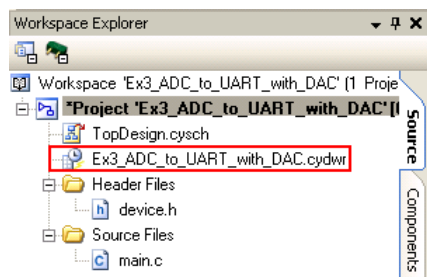 Workspace Explorer
Workspace 'Ex3_ADC_to_UART_with_DAC' (1 Proje
*Project 'Ex3_ADC_to_UART_with_DAC' [
TopDesign.cysch
Ex3_ADC_to_UART_with_DAC.cydwr
Header Files
device.h
Source Files
main.c
Source
Components